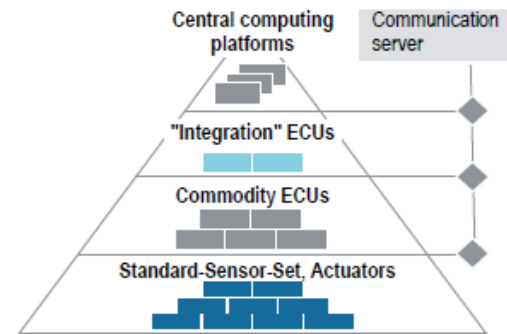 Central computing
platforms
Communication
server
"Integration" ECUs
Commodity ECUs
Standard-Sensor-Set, Actuators